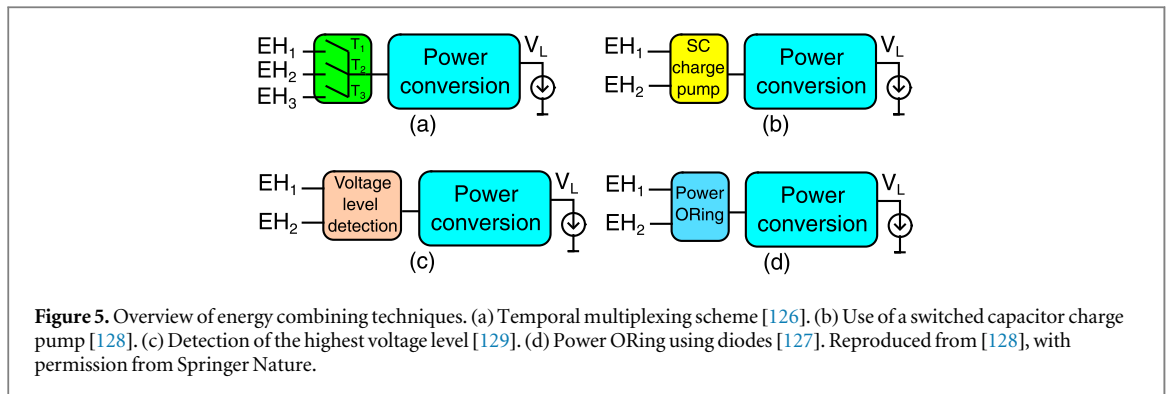 EH1
EH2
EH3
T1
T2
T3
Power
conversion
VL
(a)
EH1
EH2
SC
charge
pump
Power
conversion
VL
(b)
EH1
EH2
Voltage
level
detection
Power
conversion
VL
(c)
EH1
EH2
Power
ORing
Power
conversion
VL
(d)
Figure 5. Overview of energy combining techniques. (a) Temporal multiplexing scheme [126]. (b) Use of a switched capacitor charge
pump [128]. (c) Detection of the highest voltage level [129]. (d) Power ORing using diodes [127]. Reproduced from [128], with
permission from Springer Nature.